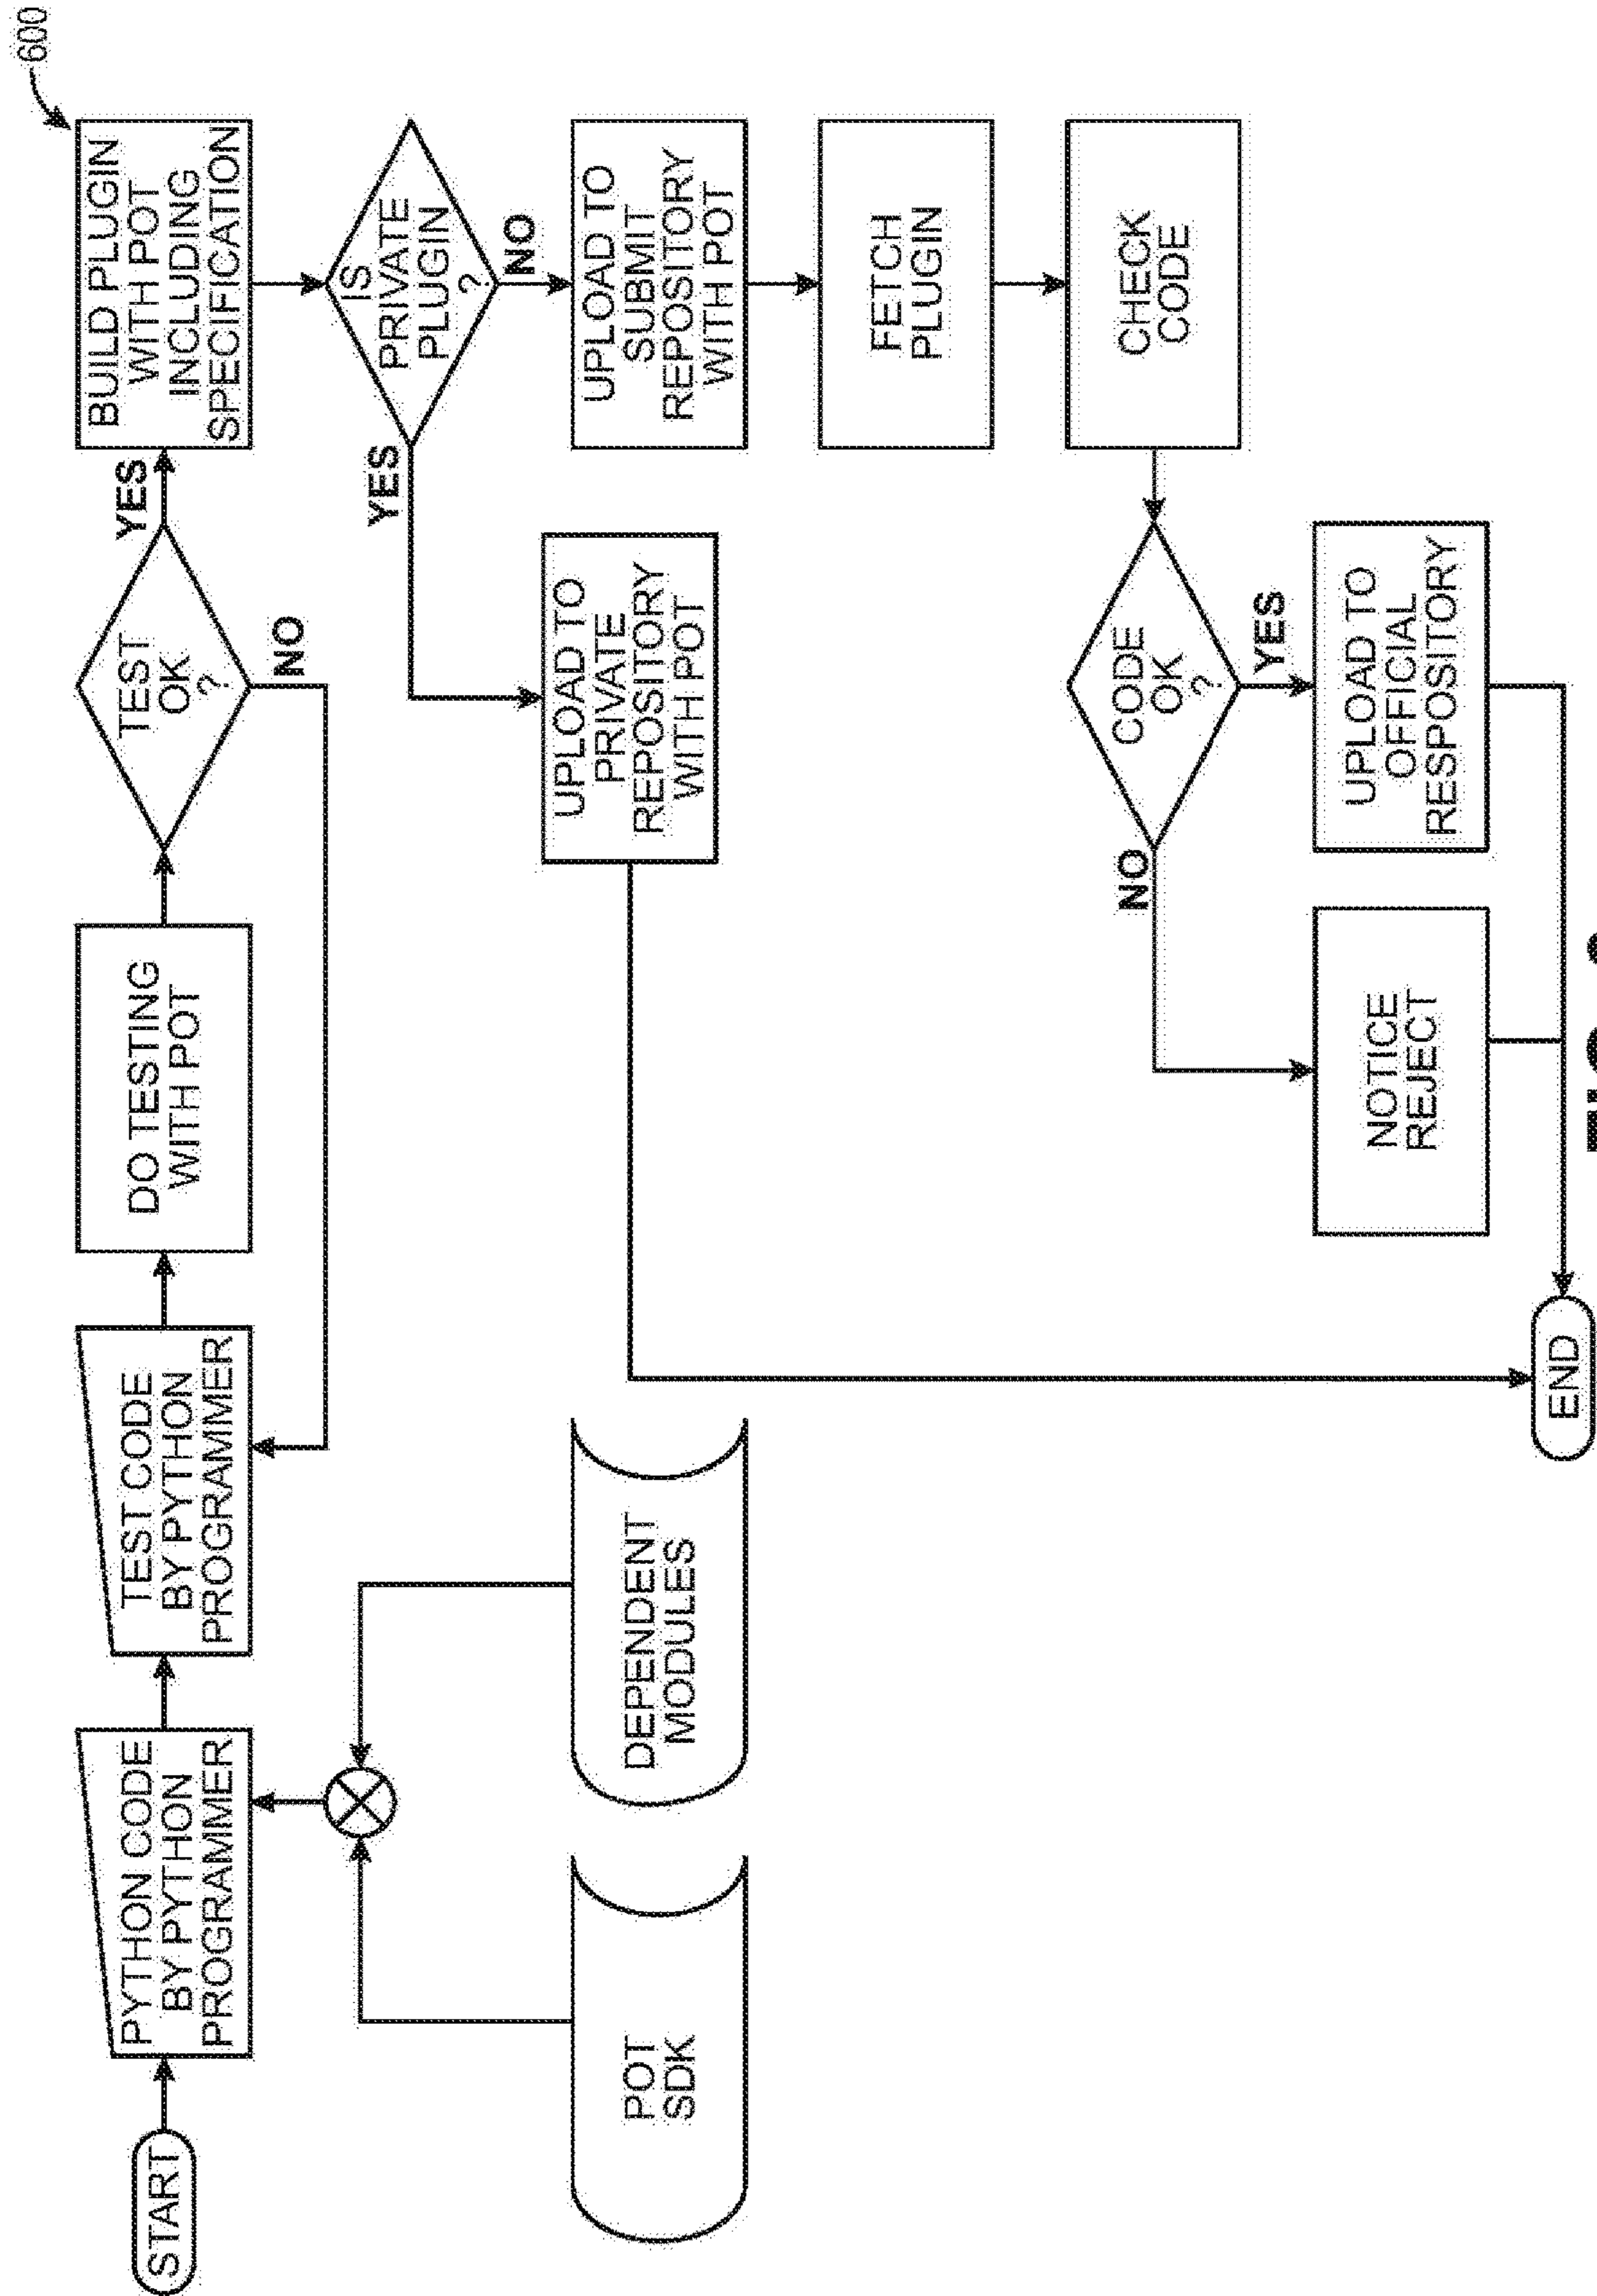 600
START
PYTHON CODE
BY PYTHON
PROGRAMMER
TEST CODE
BY PYTHON
PROGRAMMER
DO TESTING
WITH POT
TEST
OK
?
YES
NO
BUILD PLUGIN
WITH POT
INCLUDING
SPECIFICATION
IS
PRIVATE
PLUGIN
?
YES
NO
UPLOAD TO
PRIVATE
REPOSITORY
WITH POT
UPLOAD TO
SUBMIT
REPOSITORY
WITH POT
POT
SDK
DEPENDENT
MODULES
FETCH
PLUGIN
CHECK
CODE
CODE
OK
?
NO
YES
NOTICE
REJECT
UPLOAD TO
OFFICIAL
RESPOSITORY
END